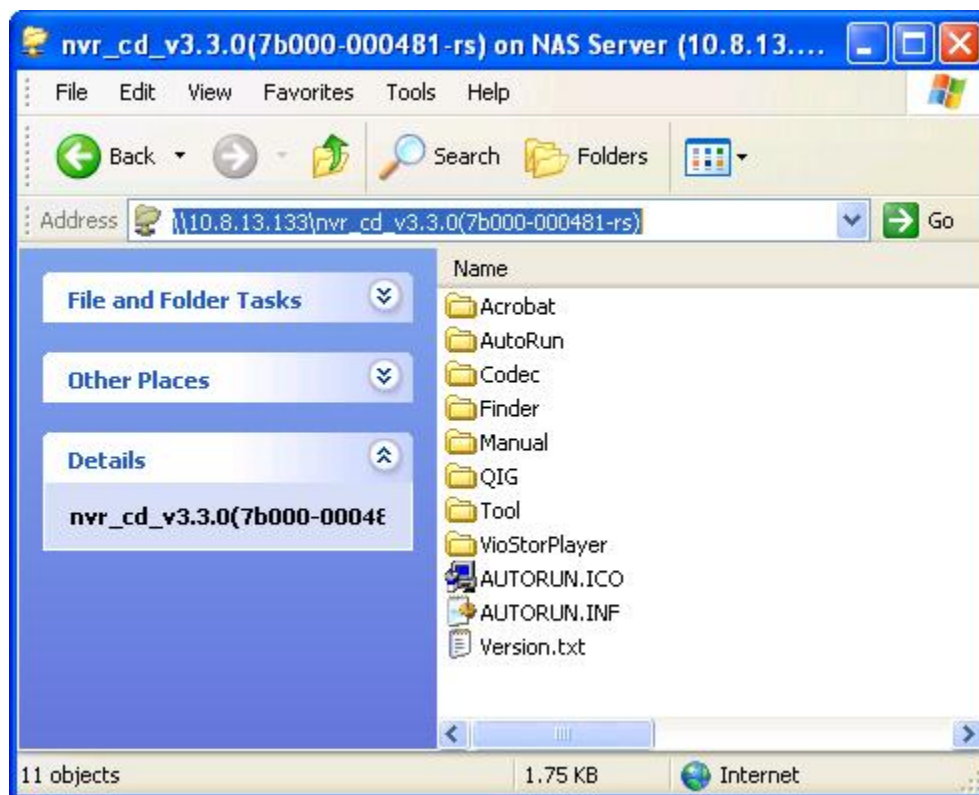 nvr_cd_v3.3.0(7b000-000481-rs) on NAS Server (10.8.13....
File Edit View Favorites Tools Help
Back Search Folders
Address \\10.8.13.133\nvr_cd_v3.3.0(7b000-000481-rs) Go
Name
File and Folder Tasks
Other Places
Details
nvr_cd_v3.3.0(7b000-00048
Acrobat
AutoRun
Codec
Finder
Manual
QIG
Tool
VioStorPlayer
AUTORUN.ICO
AUTORUN.INF
Version.txt
11 objects 1.75 KB Internet